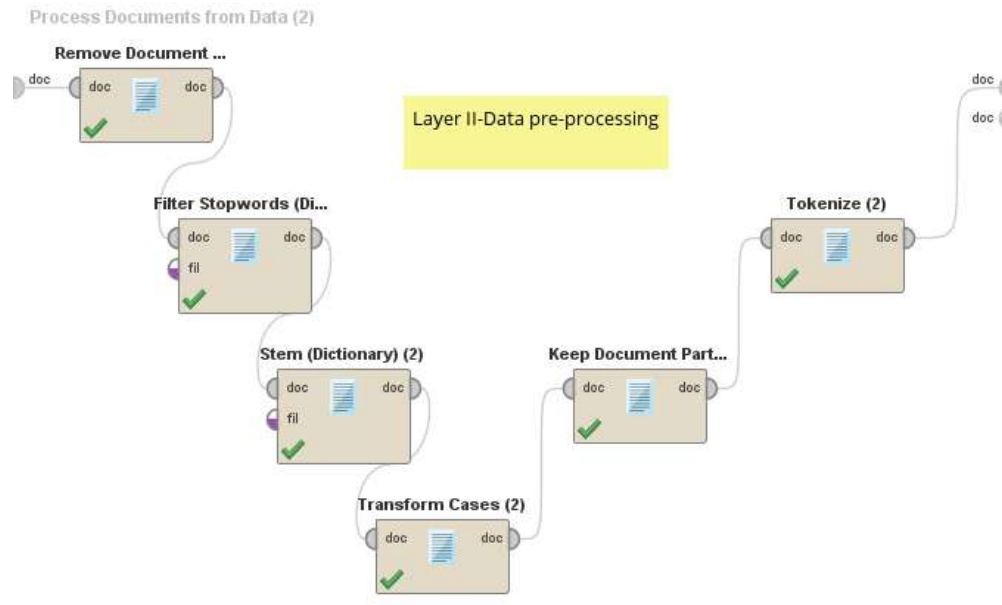 Process Documents from Data (2)
Remove Document ...
doc
doc
doc
Layer II-Data pre-processing
doc
doc
Filter Stopwords (Di...
doc
doc
fil
Tokenize (2)
doc
doc
Stem (Dictionary) (2)
doc
doc
fil
Keep Document Part...
doc
doc
Transform Cases (2)
doc
doc